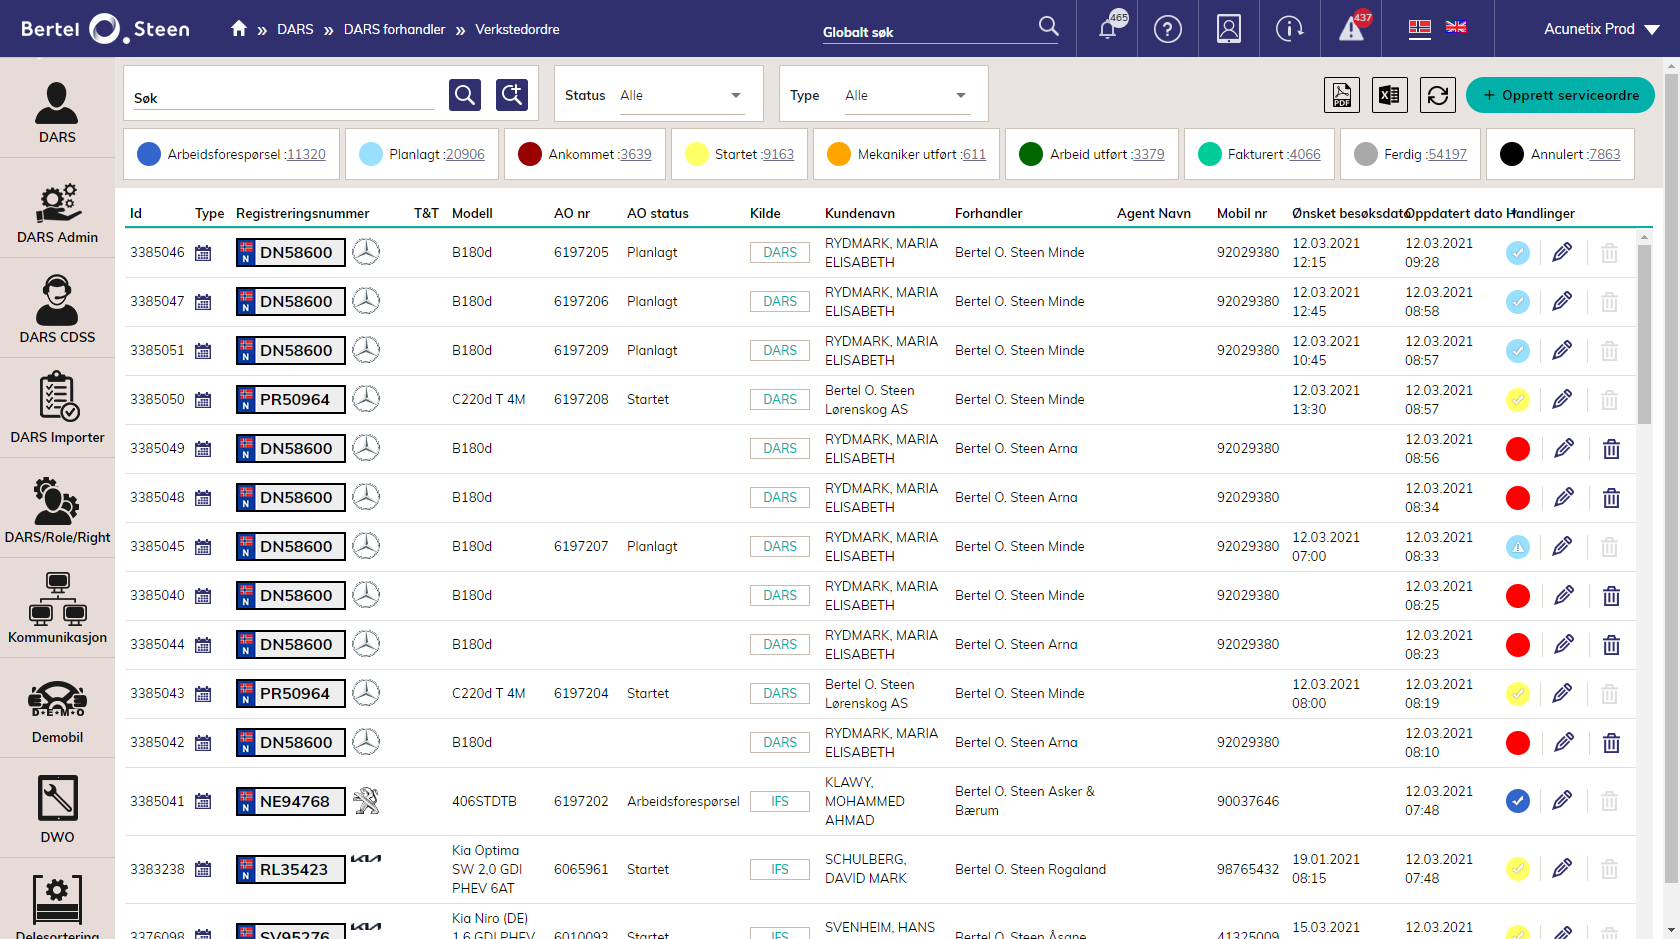 Bertel O. Steen
» DARS » DARS forhandler » Verkstedordre
Globalt søk
465
437
Acunetix Prod
DARS
DARS Admin
DARS CDSS
DARS Importer
DARS/Role/Right
Kommunikasjon
D•E•M•O
Demobil
DWO
Delesortering
Søk
Status Alle
Type Alle
PDF
+ Opprett serviceordre
Arbeidsforespørsel :11320
Planlagt :20906
Ankommet :3639
Startet :9163
Mekaniker utført :611
Arbeid utført :3379
Fakturert :4066
Ferdig :54197
Annulert :7863
Id Type Registreringsnummer T&T Modell AO nr AO status Kilde Kundenavn Forhandler Agent Navn Mobil nr Ønsket besøksdato Oppdatert dato Handlinger
3385046 N DN58600 B180d 6197205 Planlagt DARS RYDMARK, MARIA ELISABETH Bertel O. Steen Minde 92029380 12.03.2021 12:15 12.03.2021 09:28
3385047 N DN58600 B180d 6197206 Planlagt DARS RYDMARK, MARIA ELISABETH Bertel O. Steen Minde 92029380 12.03.2021 12:45 12.03.2021 08:58
3385051 N DN58600 B180d 6197209 Planlagt DARS RYDMARK, MARIA ELISABETH Bertel O. Steen Minde 92029380 12.03.2021 10:45 12.03.2021 08:57
3385050 N PR50964 C220d T 4M 6197208 Startet DARS Bertel O. Steen Lørenskog AS Bertel O. Steen Minde 12.03.2021 13:30 12.03.2021 08:57
3385049 N DN58600 B180d DARS RYDMARK, MARIA ELISABETH Bertel O. Steen Arna 92029380 12.03.2021 08:56
3385048 N DN58600 B180d DARS RYDMARK, MARIA ELISABETH Bertel O. Steen Arna 92029380 12.03.2021 08:34
3385045 N DN58600 B180d 6197207 Planlagt DARS RYDMARK, MARIA ELISABETH Bertel O. Steen Minde 92029380 12.03.2021 07:00 12.03.2021 08:33
3385040 N DN58600 B180d DARS RYDMARK, MARIA ELISABETH Bertel O. Steen Minde 92029380 12.03.2021 08:25
3385044 N DN58600 B180d DARS RYDMARK, MARIA ELISABETH Bertel O. Steen Arna 92029380 12.03.2021 08:23
3385043 N PR50964 C220d T 4M 6197204 Startet DARS Bertel O. Steen Lørenskog AS Bertel O. Steen Minde 12.03.2021 08:00 12.03.2021 08:19
3385042 N DN58600 B180d DARS RYDMARK, MARIA ELISABETH Bertel O. Steen Arna 92029380 12.03.2021 08:10
3385041 N NE94768 406STDTB 6197202 Arbeidsforespørsel IFS KLAWY, MOHAMMED AHMAD Bertel O. Steen Asker & Bærum 90037646 12.03.2021 07:48
3383238 N RL35423 KIA Kia Optima SW 2,0 GDI PHEV 6AT 6065961 Startet IFS SCHULBERG, DAVID MARK Bertel O. Steen Rogaland 98765432 19.01.2021 08:15 12.03.2021 07:48
3376098 N SV95276 KIA Kia Niro (DE) 1,6 GDI PHEV 6010093 Startet IFS SVENHEIM, HANS Bertel O. Steen Åsane 41325009 15.03.2021 12.03.2021